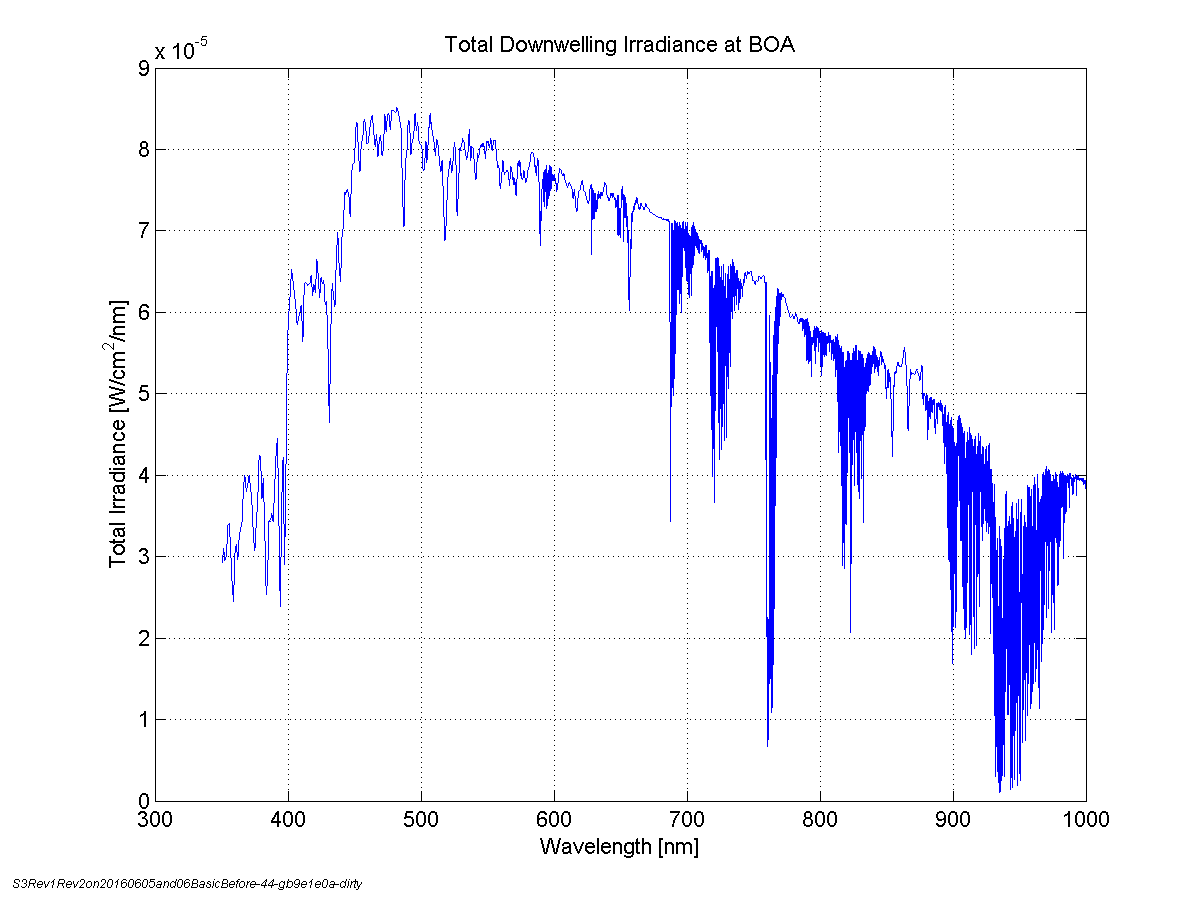 Total Downwelling Irradiance at BOA
x 10^-5
9
8
7
6
5
4
3
2
1
0
Total Irradiance [W/cm^2/nm]
300 400 500 600 700 800 900 1000
Wavelength [nm]
S3Rev1Rev2on20160605and06BasicBefore-44-gb9e1e0a-dirty